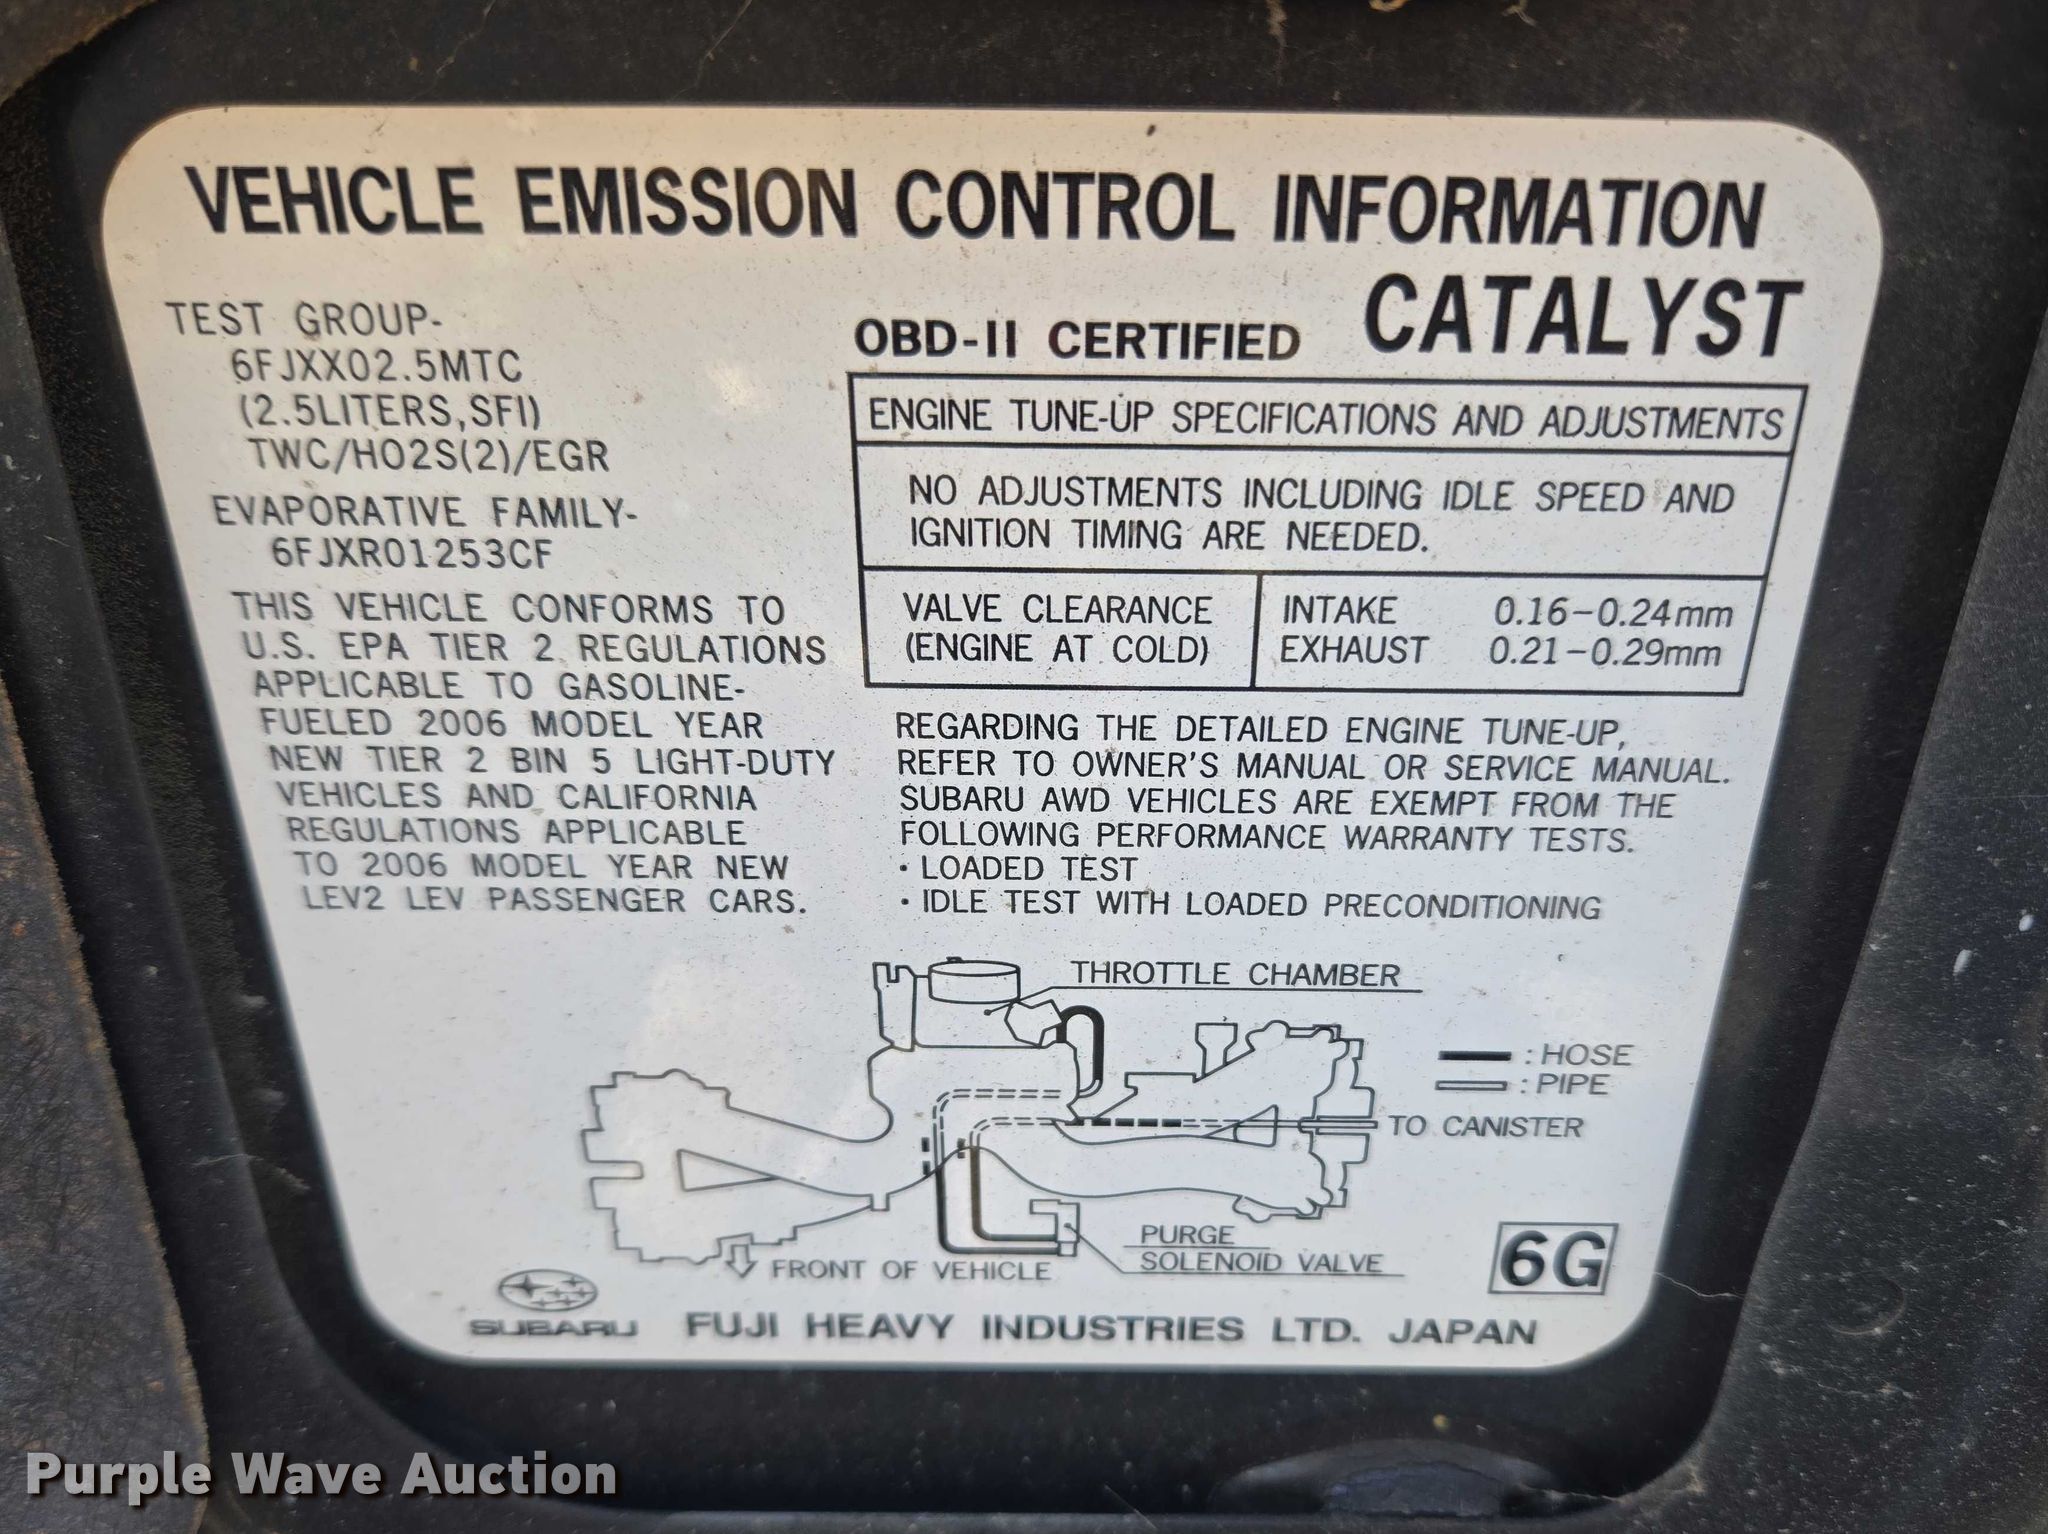 VEHICLE EMISSION CONTROL INFORMATION
CATALYST
TEST GROUP-
6FJXX02.5MTC
(2.5LITERS,SFI)
TWC/HO2S(2)/EGR
EVAPORATIVE FAMILY-
6FJXR01253CF
THIS VEHICLE CONFORMS TO
U.S. EPA TIER 2 REGULATIONS
APPLICABLE TO GASOLINE-
FUELED 2006 MODEL YEAR
NEW TIER 2 BIN 5 LIGHT-DUTY
VEHICLES AND CALIFORNIA
REGULATIONS APPLICABLE
TO 2006 MODEL YEAR NEW
LEV2 LEV PASSENGER CARS.
OBD-II CERTIFIED
ENGINE TUNE-UP SPECIFICATIONS AND ADJUSTMENTS
NO ADJUSTMENTS INCLUDING IDLE SPEED AND
IGNITION TIMING ARE NEEDED.
VALVE CLEARANCE
(ENGINE AT COLD)
INTAKE 0.16-0.24mm
EXHAUST 0.21-0.29mm
REGARDING THE DETAILED ENGINE TUNE-UP,
REFER TO OWNER'S MANUAL OR SERVICE MANUAL.
SUBARU AWD VEHICLES ARE EXEMPT FROM THE
FOLLOWING PERFORMANCE WARRANTY TESTS.
· LOADED TEST
· IDLE TEST WITH LOADED PRECONDITIONING
THROTTLE CHAMBER
: HOSE
: PIPE
TO CANISTER
PURGE
SOLENOID VALVE
FRONT OF VEHICLE
6G
SUBARU FUJI HEAVY INDUSTRIES LTD. JAPAN
Purple Wave Auction